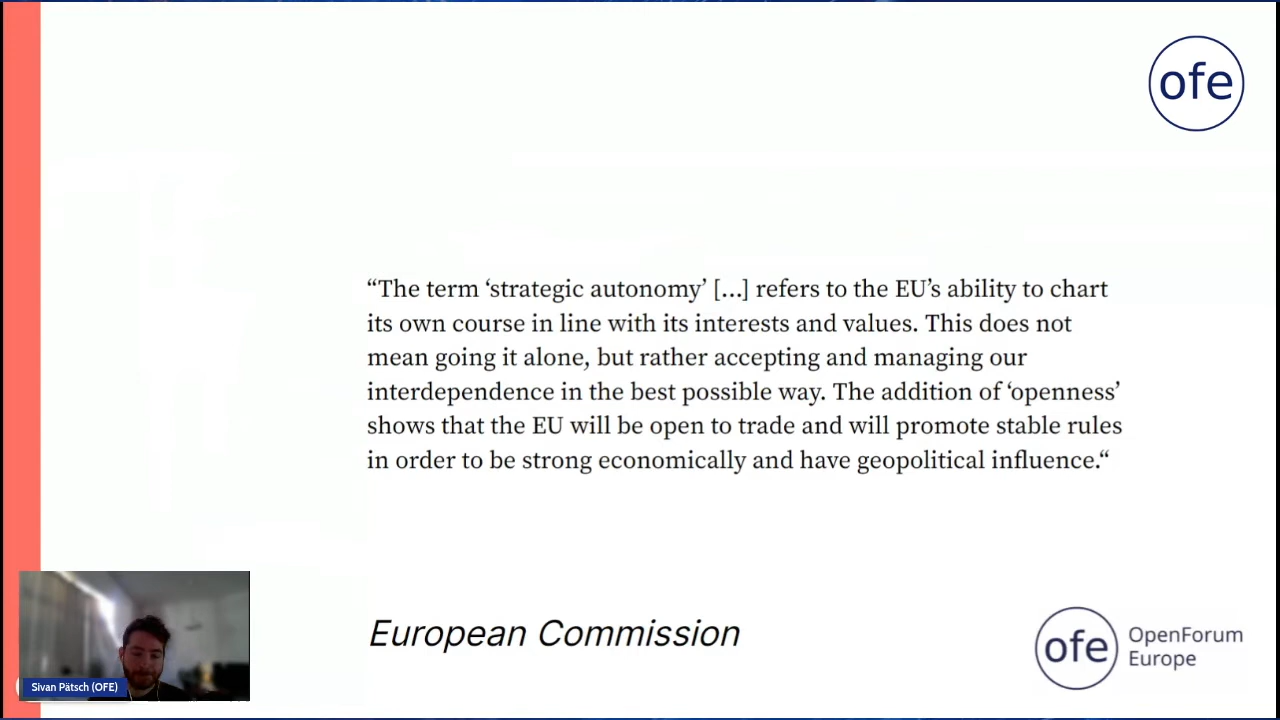 ofe
“The term ‘strategic autonomy’ [...] refers to the EU’s ability to chart
its own course in line with its interests and values. This does not
mean going it alone, but rather accepting and managing our
interdependence in the best possible way. The addition of ‘openness’
shows that the EU will be open to trade and will promote stable rules
in order to be strong economically and have geopolitical influence.“
European Commission
ofe
OpenForum
Europe
Sivan Pätsch (OFE)